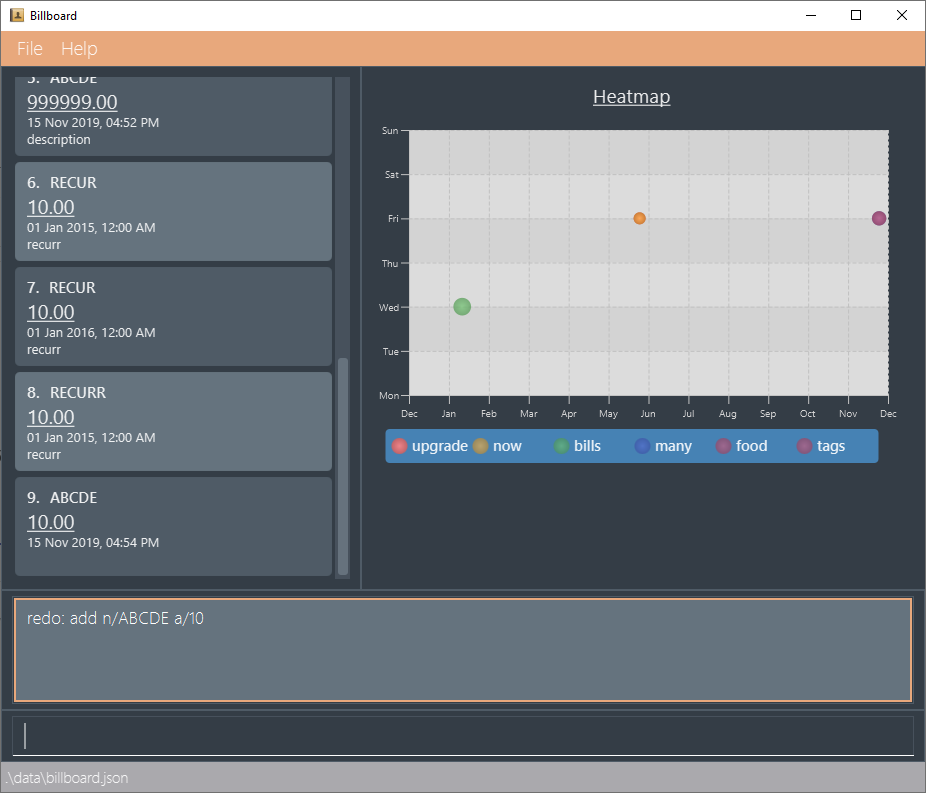 Billboard
File Help
5. ABCDE
999999.00
15 Nov 2019, 04:52 PM
description
6. RECUR
10.00
01 Jan 2015, 12:00 AM
recurr
7. RECUR
10.00
01 Jan 2016, 12:00 AM
recurr
8. RECURR
10.00
01 Jan 2015, 12:00 AM
recurr
9. ABCDE
10.00
15 Nov 2019, 04:54 PM
Heatmap
Sun
Sat
Fri
Thu
Wed
Tue
Mon
Dec Jan Feb Mar Apr May Jun Jul Aug Sep Oct Nov Dec
upgrade now bills many food tags
redo: add n/ABCDE a/10
.\data\billboard.json